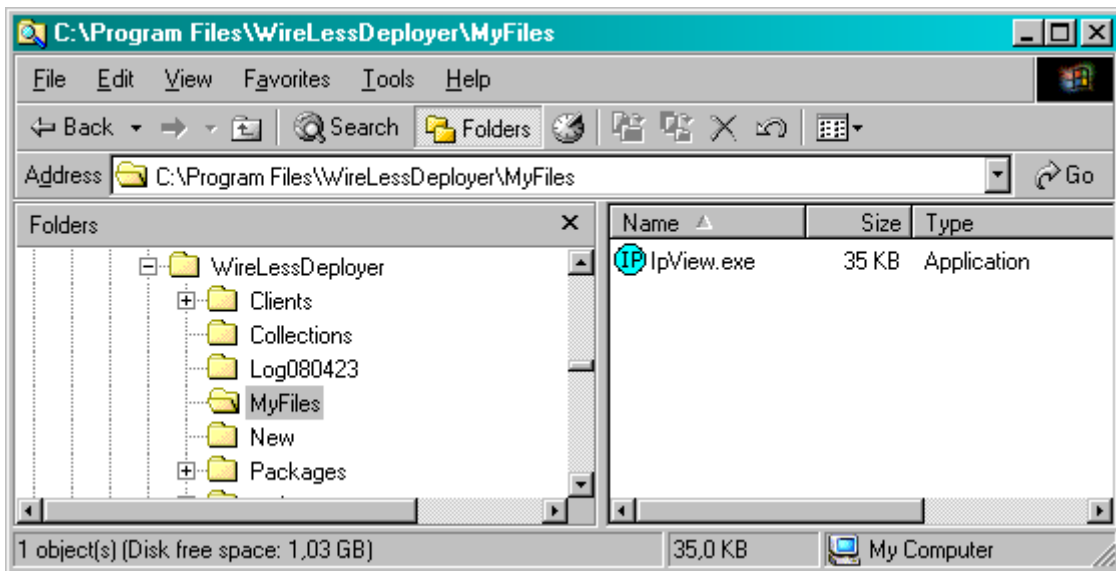 C:\Program Files\WireLessDeployer\MyFiles
File Edit View Favorites Tools Help
Back Search Folders
Address C:\Program Files\WireLessDeployer\MyFiles Go
Folders
WireLessDeployer
Clients
Collections
Log080423
MyFiles
New
Packages
Name Size Type
IP IpView.exe 35 KB Application
1 object(s) (Disk free space: 1,03 GB) 35,0 KB My Computer